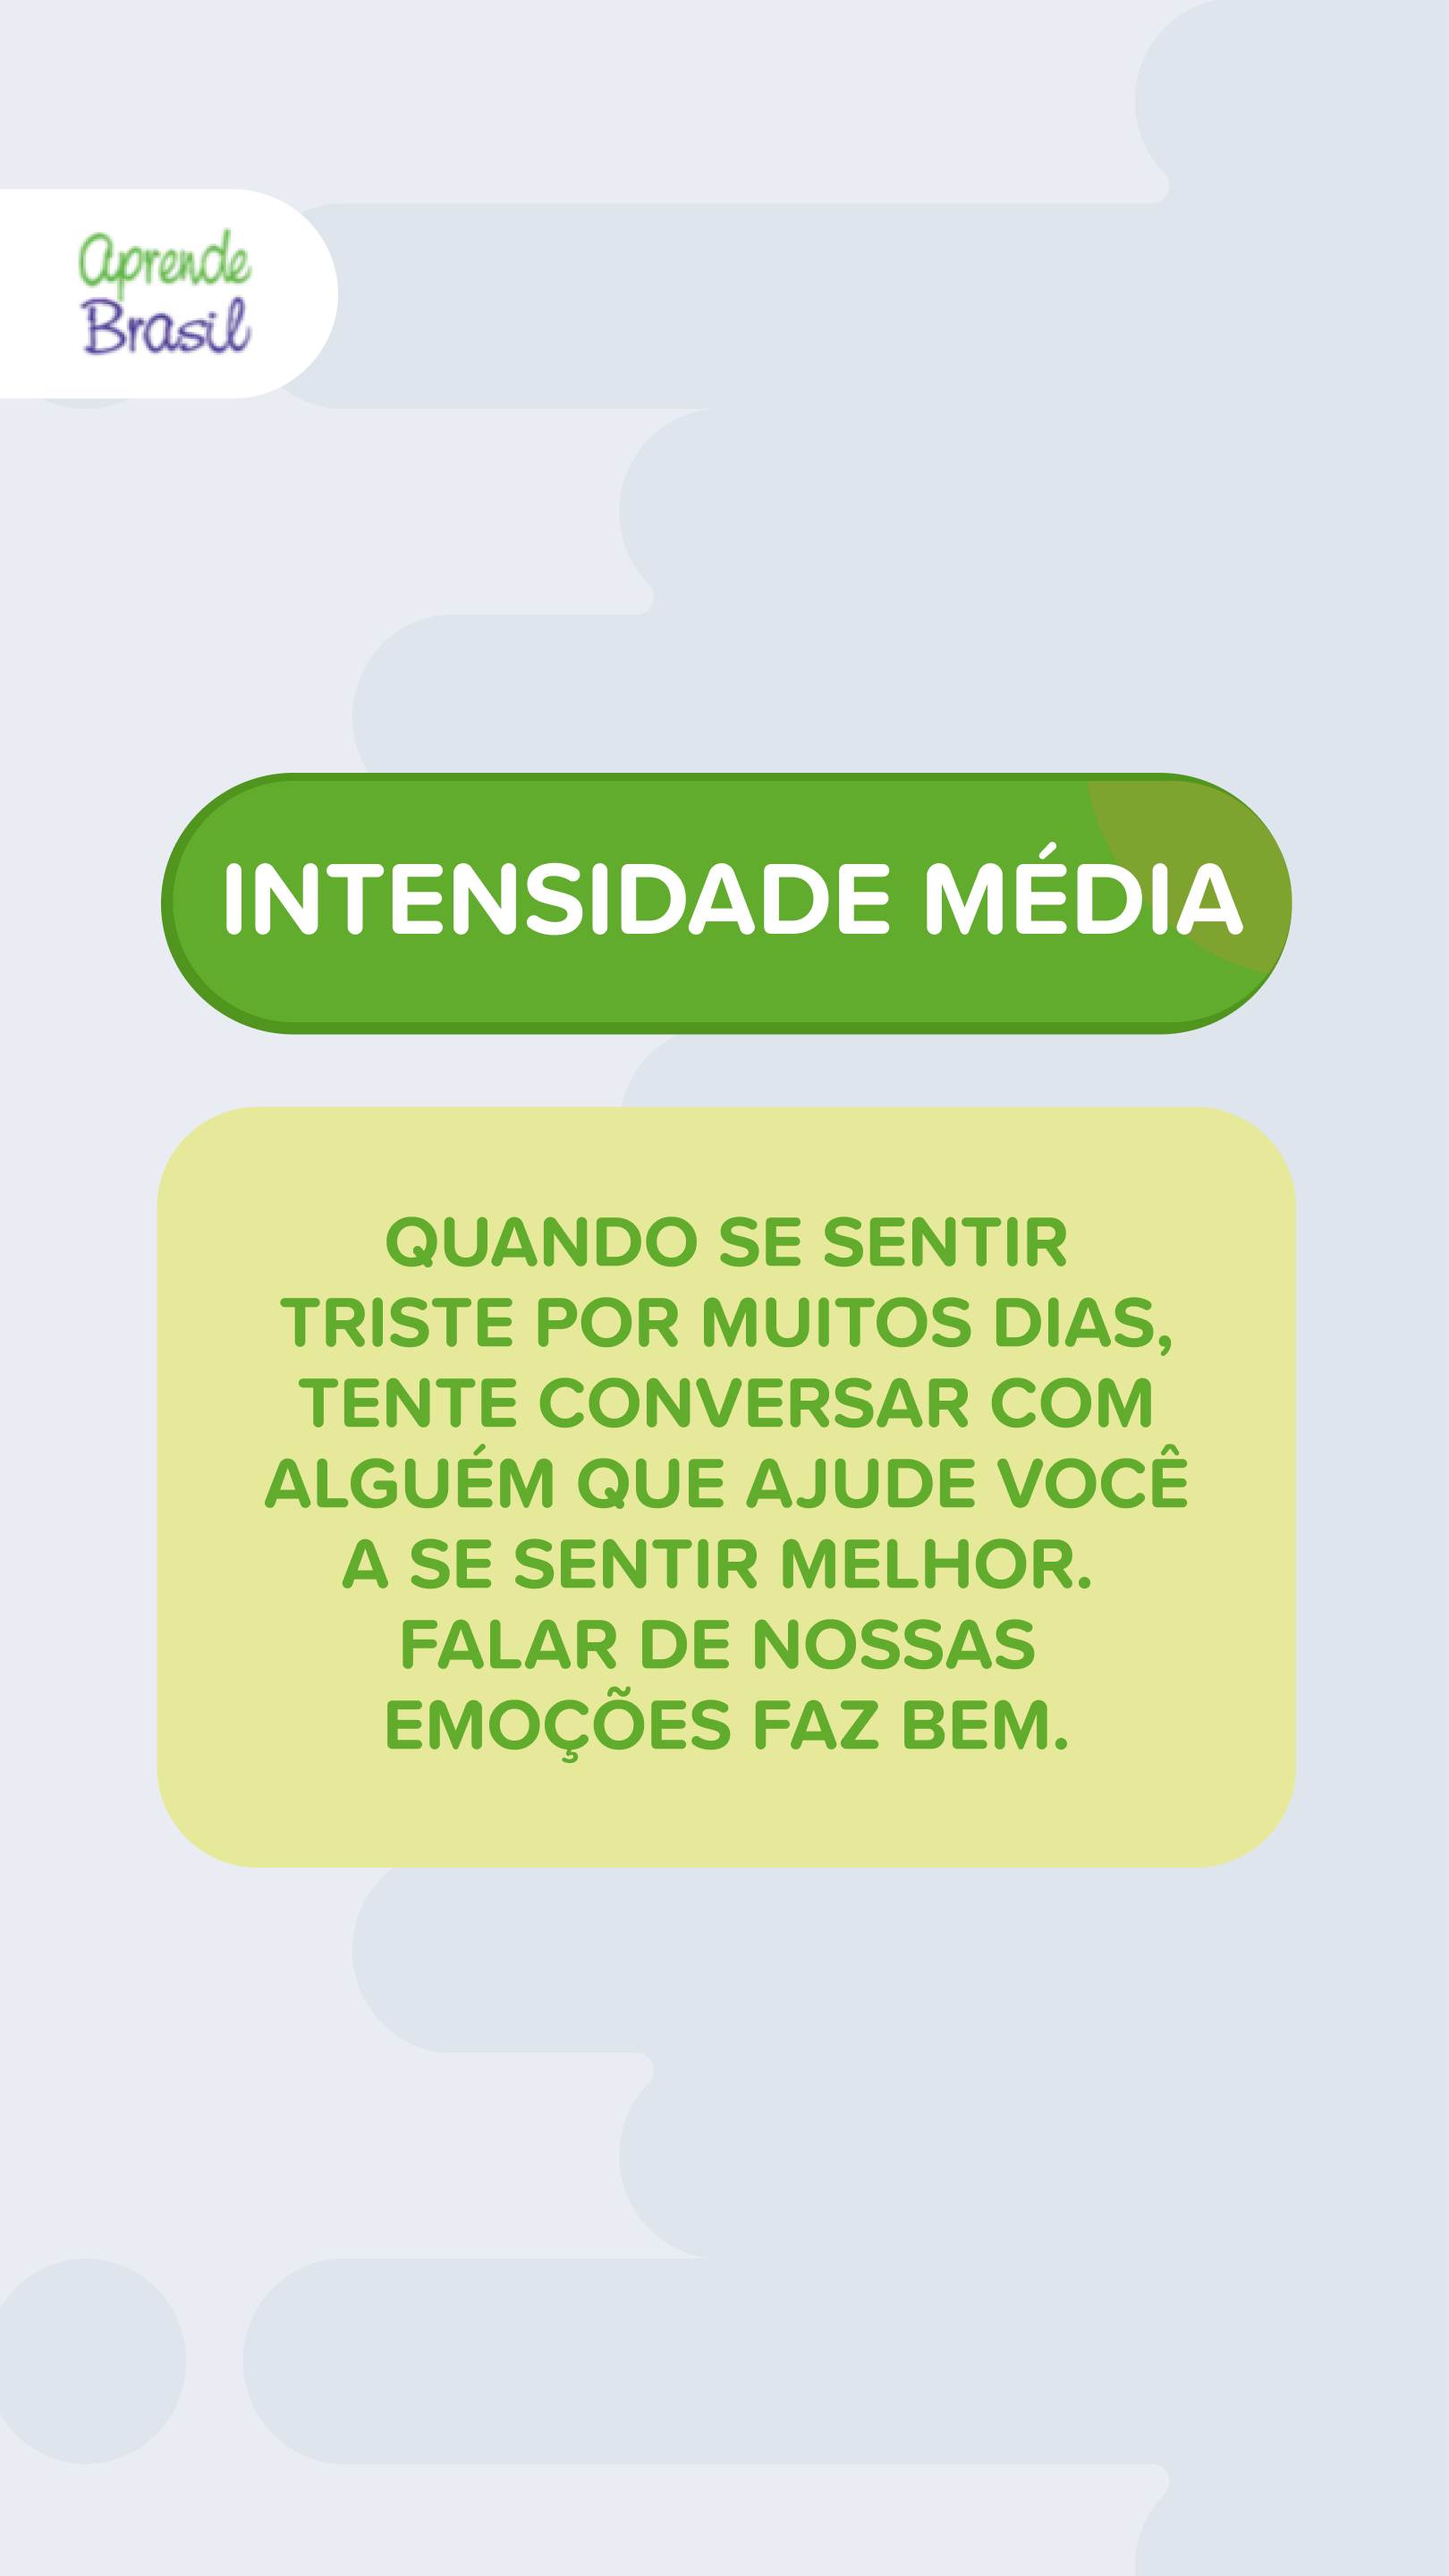 aprende
Brasil
INTENSIDADE MÉDIA
QUANDO SE SENTIR
TRISTE POR MUITOS DIAS,
TENTE CONVERSAR COM
ALGUÉM QUE AJUDE VOCÊ
A SE SENTIR MELHOR.
FALAR DE NOSSAS
EMOÇÕES FAZ BEM.